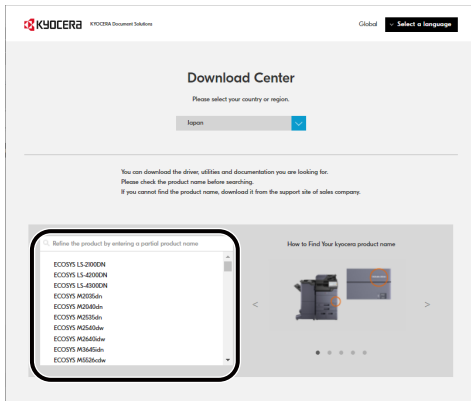 KYOCERA KYOCERA Document Solutions Global Select a language
Download Center
Please select your country or region.
Japan
You can download the driver, utilities and documentation you are looking for.
Please check the product name before searching.
If you cannot find the product name, download it from the support site of sales company.
Refine the product by entering a partial product name
ECOSYS LS-2100DN
ECOSYS LS-4200DN
ECOSYS LS-4300DN
ECOSYS M2035dn
ECOSYS M2040dn
ECOSYS M2535dn
ECOSYS M2540dw
ECOSYS M2640idw
ECOSYS M3645idn
ECOSYS M5526cdw
How to Find Your kyocera product name
< >